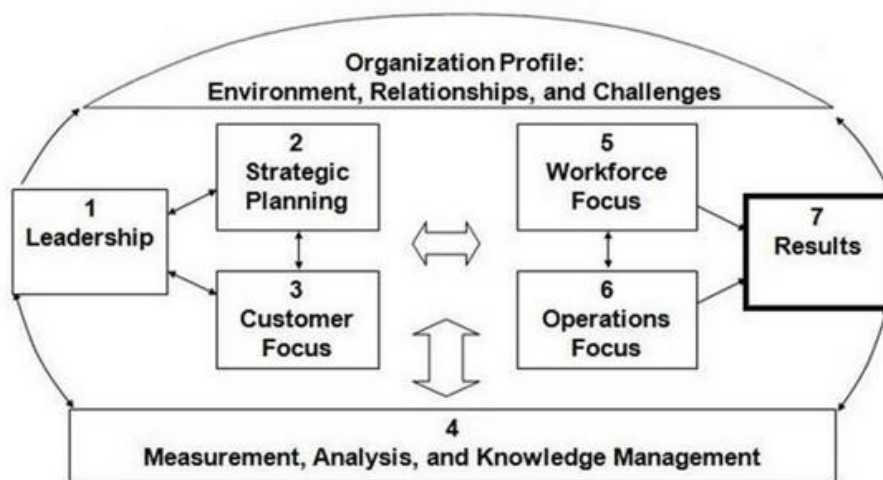 Organization Profile:
Environment, Relationships, and Challenges
1
Leadership
2
Strategic
Planning
3
Customer
Focus
5
Workforce
Focus
6
Operations
Focus
7
Results
4
Measurement, Analysis, and Knowledge Management